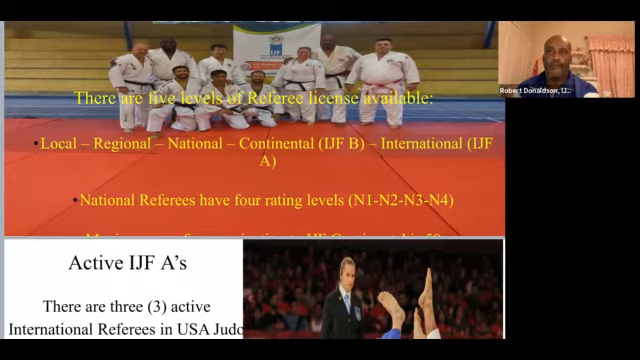 There are five levels of Referee license available:
•Local – Regional – National – Continental (IJF B) – International (IJF
A)
•National Referees have four rating levels (N1-N2-N3-N4)
Active IJF A's
There are three (3) active
International Referees in USA Judo
Robert Donaldson, U...